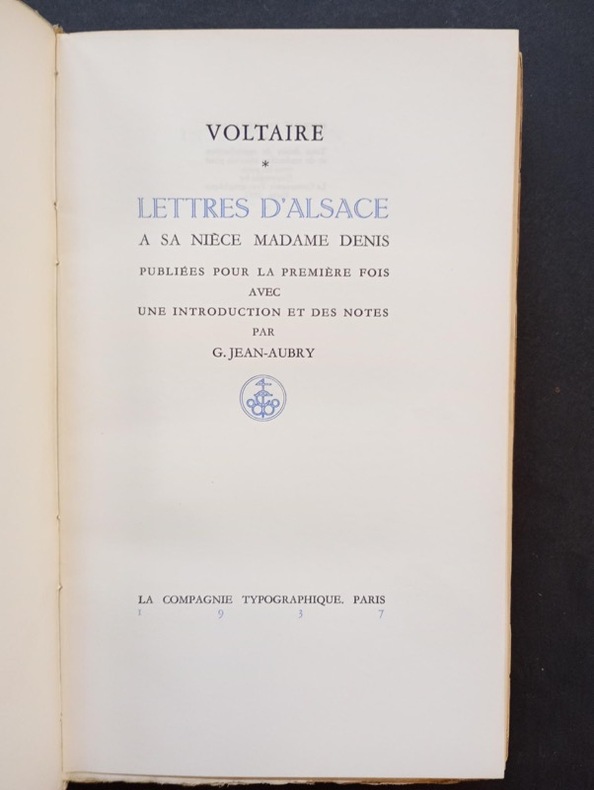 VOLTAIRE
*
LETTRES D'ALSACE
A SA NIÈCE MADAME DENIS
PUBLIÉES POUR LA PREMIÈRE FOIS
AVEC
UNE INTRODUCTION ET DES NOTES
PAR
G. JEAN-AUBRY
LA COMPAGNIE TYPOGRAPHIQUE. PARIS
1 9 3 7